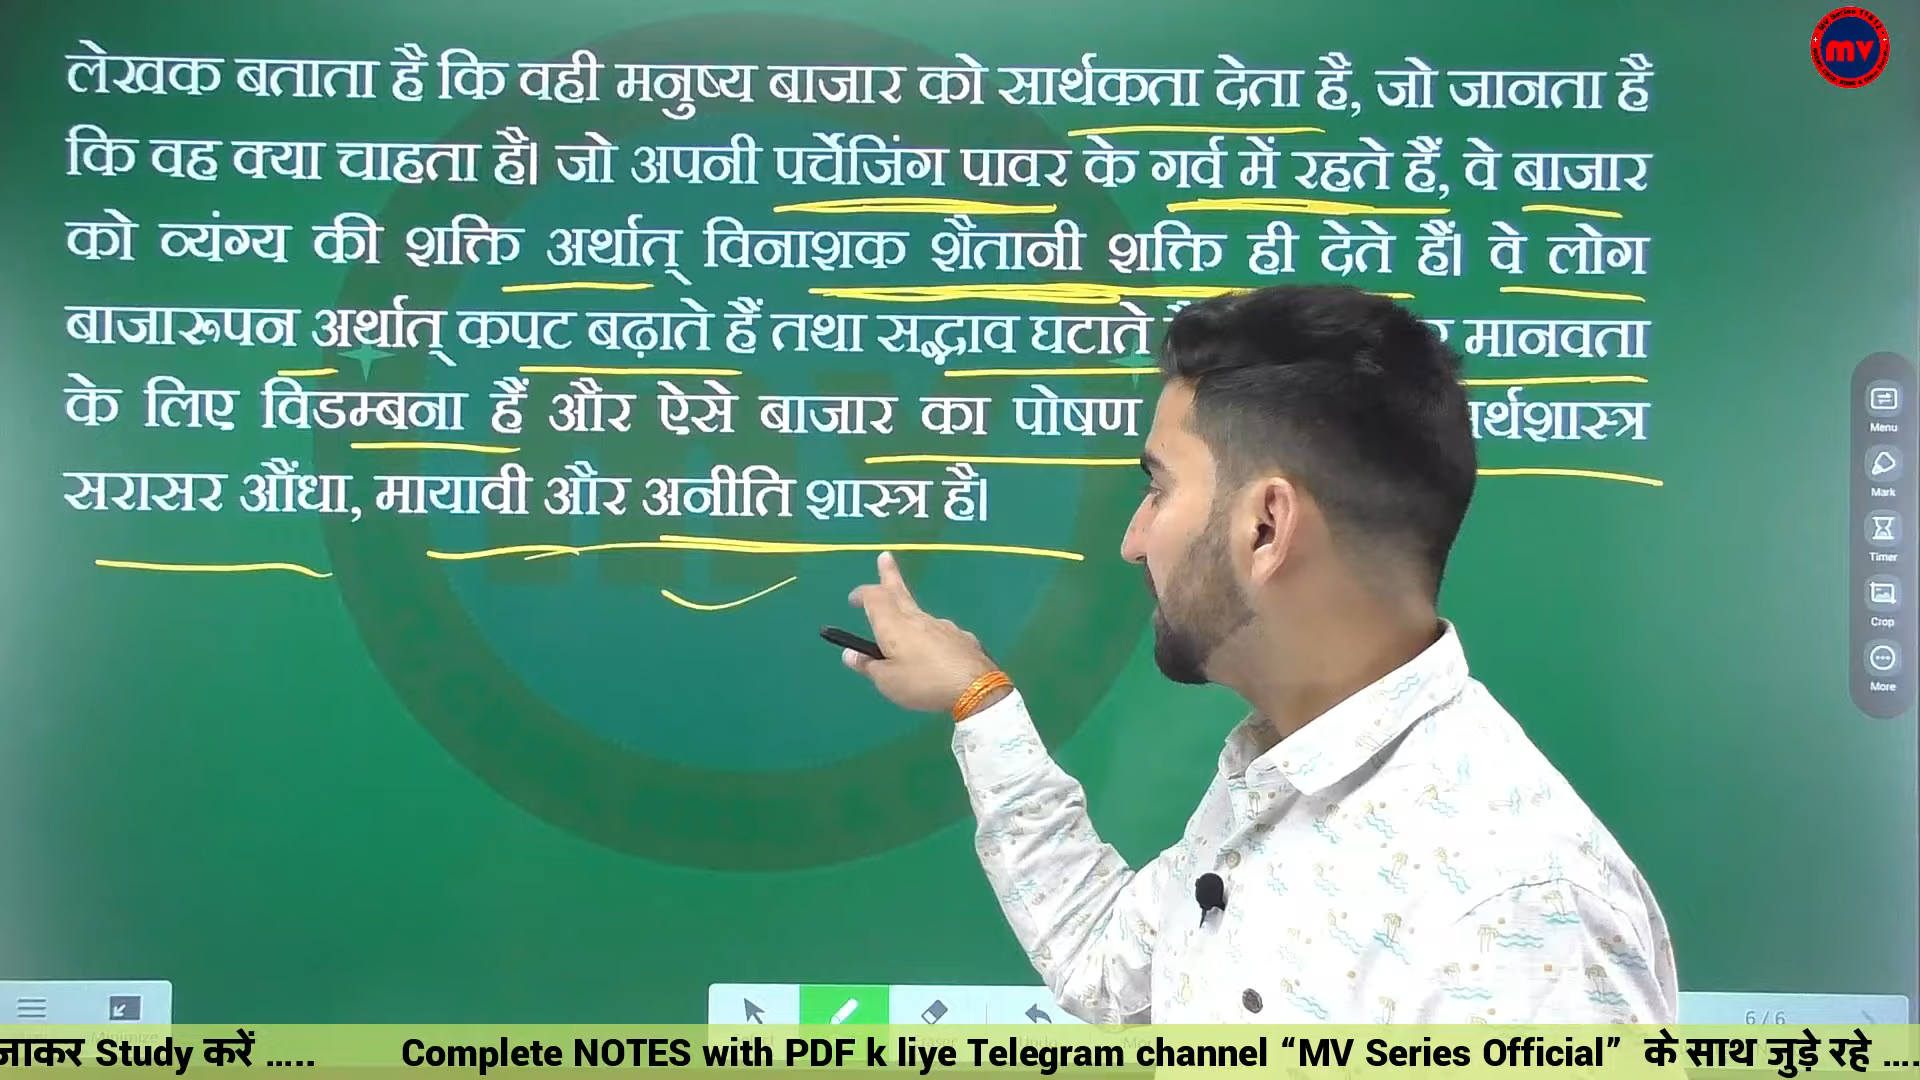 लेखक बताता है कि वही मनुष्य बाजार को सार्थकता देता है, जो जानता है
कि वह क्या चाहता है। जो अपनी पर्चेजिंग पावर के गर्व में रहते हैं, वे बाजार
को व्यंग्य की शक्ति अर्थात् विनाशक शैतानी शक्ति ही देते हैं। वे लोग
बाजारूपन अर्थात् कपट बढ़ाते हैं तथा सद्भाव घटाते मानवता
के लिए विडम्बना हैं और ऐसे बाजार का पोषण
सरासर औंधा, मायावी और अनीति शास्त्र है।
mv
Menu
Mark
Timer
Crop
More
6 / 6
जाकर Study करें ..... Complete NOTES with PDF k liye Telegram channel “MV Series Official” के साथ जुड़े रहे ....